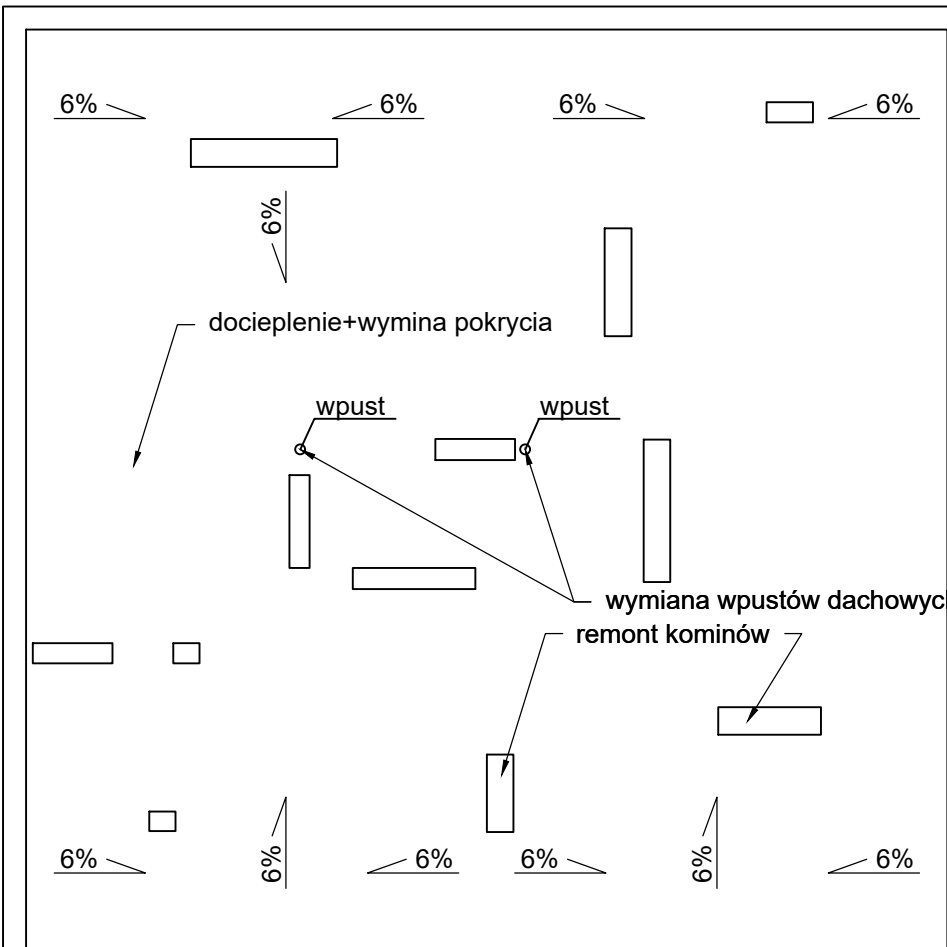 6% 6% 6% 6%
6%
docieplenie+wymina pokrycia
wpust wpust
wymiana wpustów dachowyc
remont kominów
6% 6% 6% 6% 6% 6%